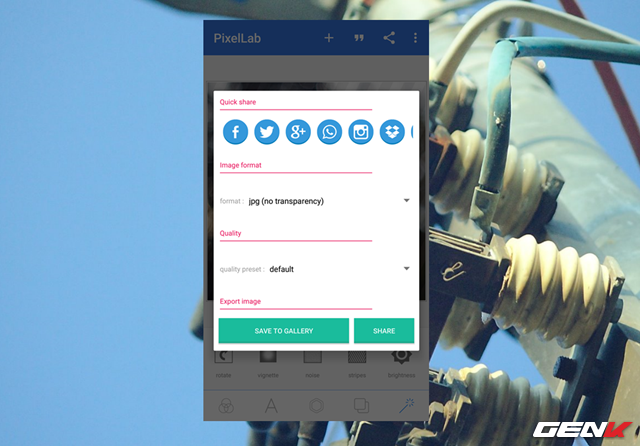 PixelLab
Quick share
Image format
format : jpg (no transparency)
Quality
quality preset : default
Export image
SAVE TO GALLERY SHARE
rotate vignette noise stripes brightness
GENK